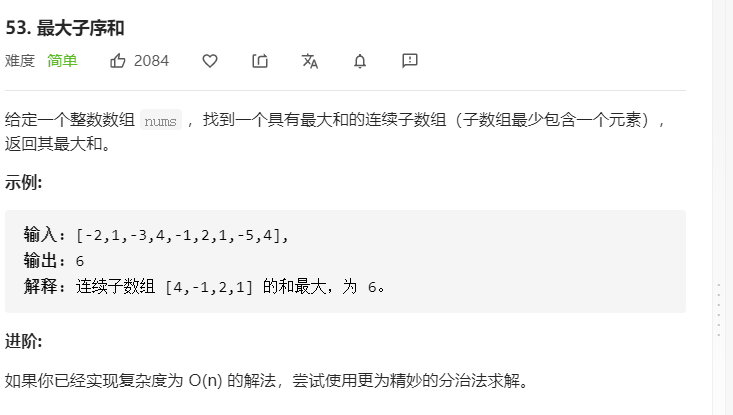 53. 最大子序和
难度 简单 2084
给定一个整数数组 nums ，找到一个具有最大和的连续子数组（子数组最少包含一个元素），
返回其最大和。
示例:
输入: [-2,1,-3,4,-1,2,1,-5,4],
输出: 6
解释: 连续子数组 [4,-1,2,1] 的和最大，为 6。
进阶:
如果你已经实现复杂度为 O(n) 的解法，尝试使用更为精妙的分治法求解。